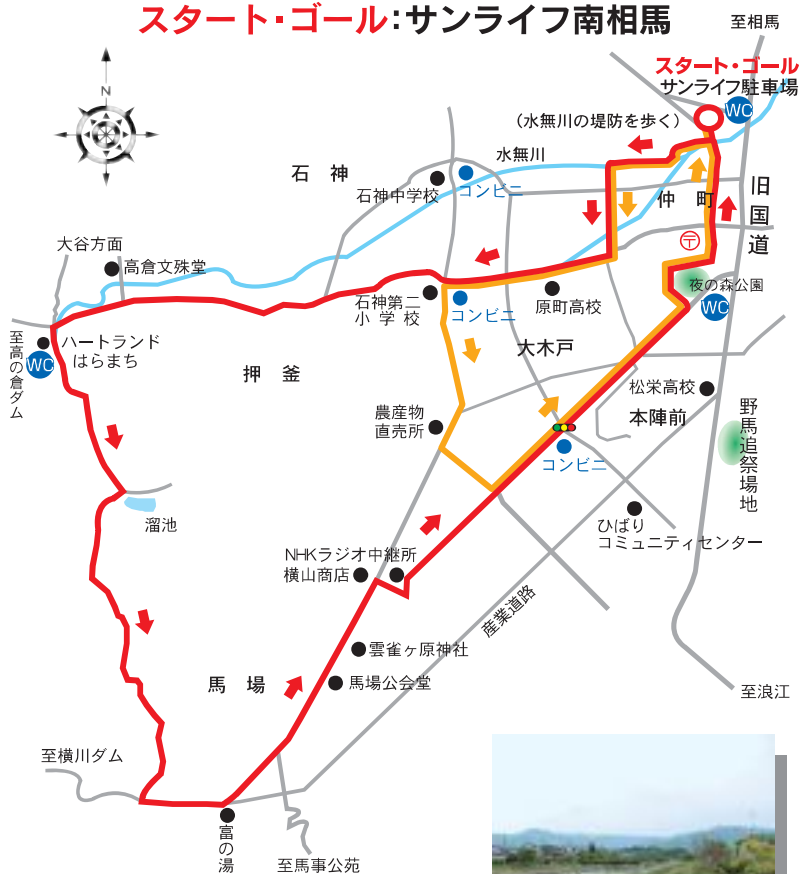 スタート・ゴール:サンライフ南相馬
至相馬
スタート・ゴール
サンライフ駐車場
WC
N
(水無川の堤防を歩く)
水無川
石神
石神中学校
コンビニ
仲町
旧国道
〒
大谷方面
高倉文殊堂
夜の森公園
WC
石神第二
小学校
コンビニ
原町高校
至高の倉ダム
WC
ハートランド
はらまち
押釜
大木戸
松栄高校
本陣前
農産物
直売所
野馬追祭場地
コンビニ
溜池
ひばり
コミュニティセンター
NHKラジオ中継所
横山商店
産業道路
雲雀ヶ原神社
馬場
馬場公会堂
至浪江
至横川ダム
富の湯
至馬事公苑